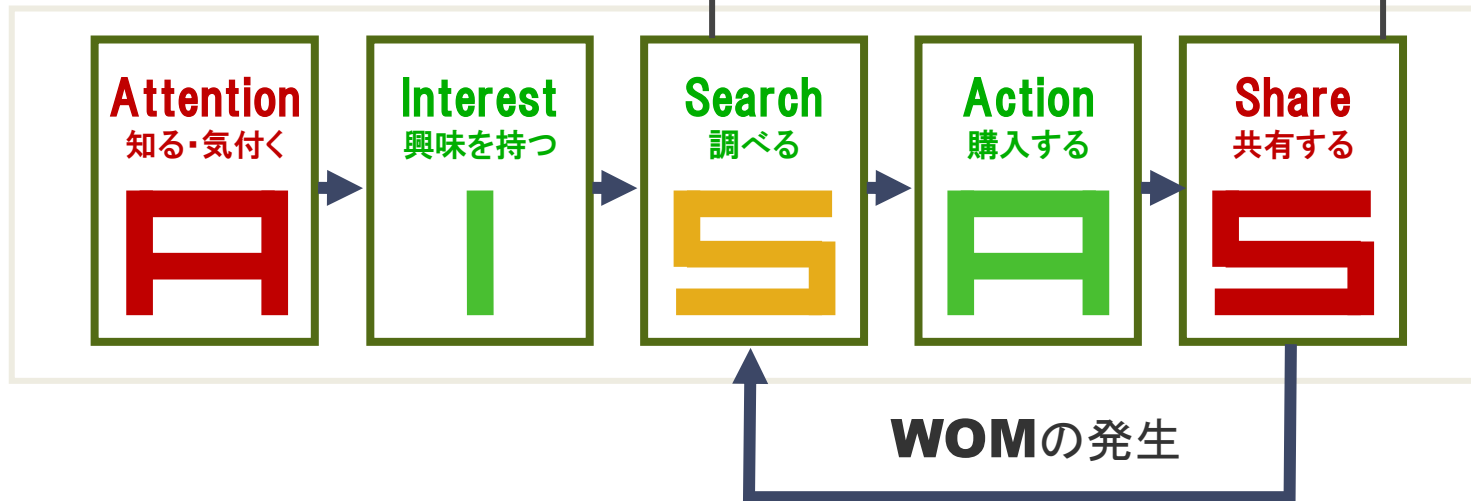 Attention
知る・気付く
A
Interest
興味を持つ
I
Search
調べる
S
Action
購入する
A
Share
共有する
S
WOMの発生